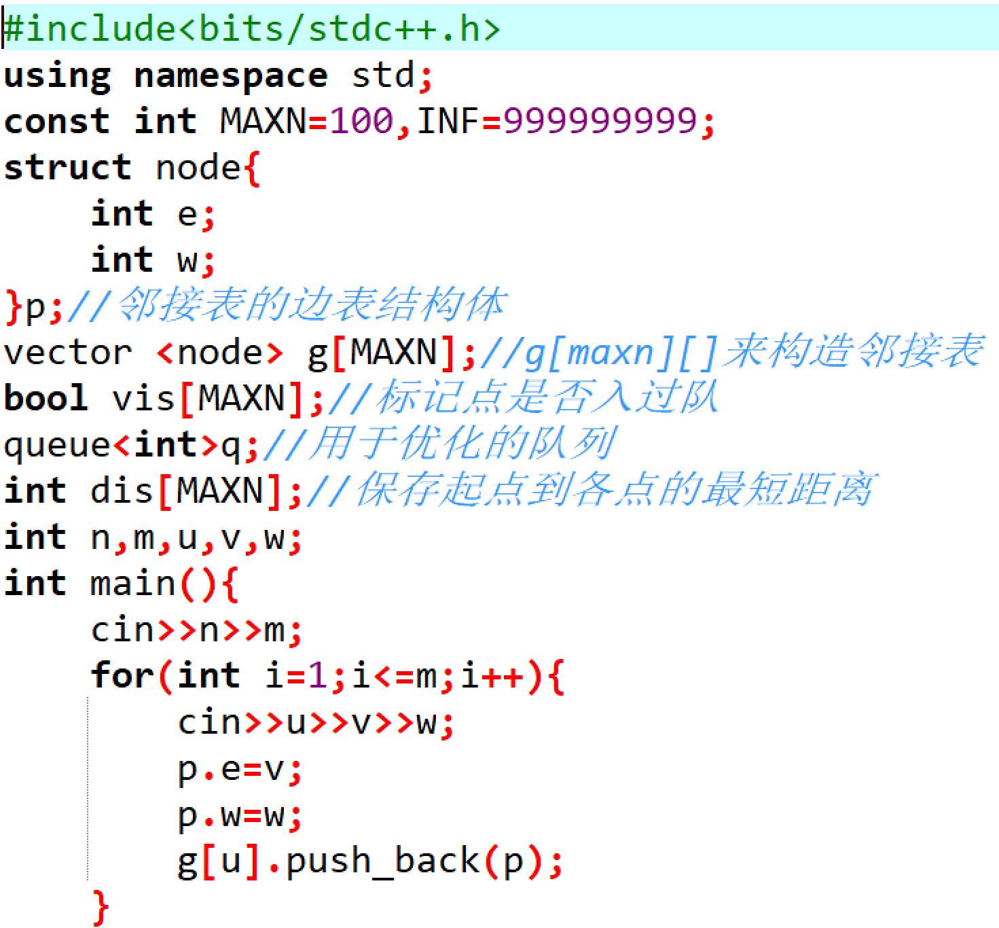 #include<bits/stdc++.h>
using namespace std;
const int MAXN=100,INF=999999999;
struct node{
    int e;
    int w;
}p;//邻接表的边表结构体
vector <node> g[MAXN];//g[maxn][]来构造邻接表
bool vis[MAXN];//标记点是否入过队
queue<int>q;//用于优化的队列
int dis[MAXN];//保存起点到各点的最短距离
int n,m,u,v,w;
int main(){
    cin>>n>>m;
    for(int i=1;i<=m;i++){
        cin>>u>>v>>w;
        p.e=v;
        p.w=w;
        g[u].push_back(p);
    }